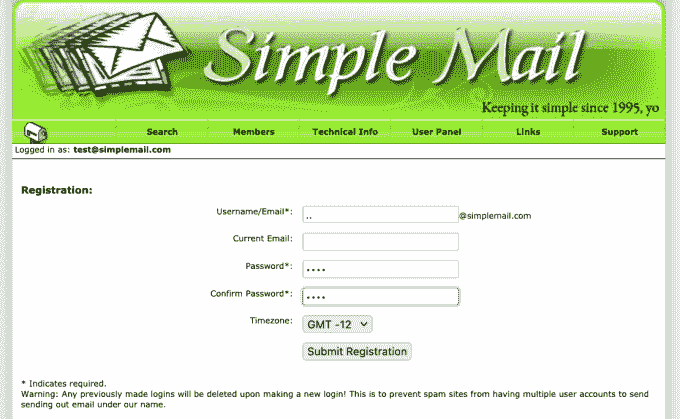 Simple Mail
Keeping it simple since 1995, yo
Search Members Technical Info User Panel Links Support
Logged in as: test@simplemail.com
Registration:
Username/Email*: .. @simplemail.com
Current Email:
Password*: ••••
Confirm Password*: ••••
Timezone: GMT -12
Submit Registration
* Indicates required.
Warning: Any previously made logins will be deleted upon making a new login! This is to prevent spam sites from having multiple user accounts to send
sending out email under our name.